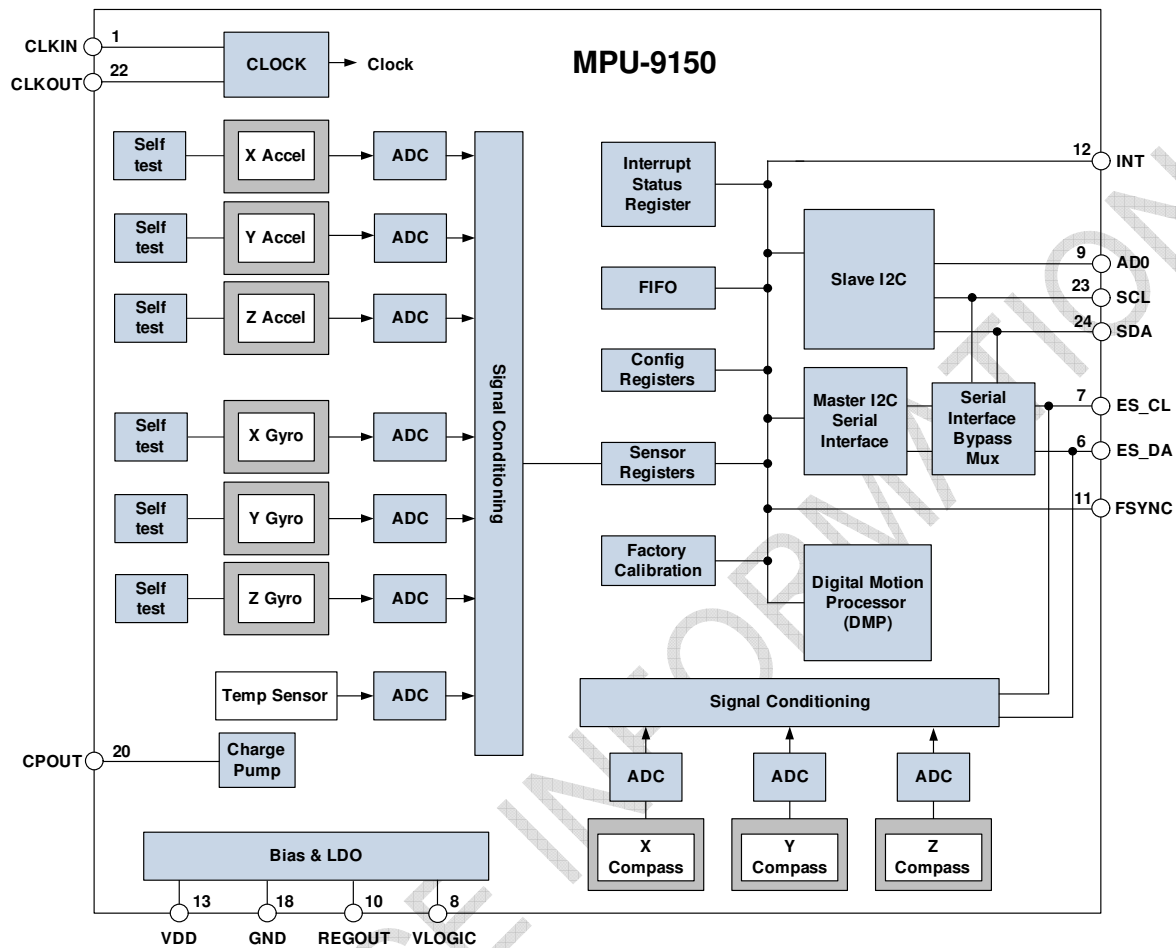 MPU-9150
CLKIN
1
CLKOUT
22
CLOCK
Clock
Self
test
X Accel
ADC
Self
test
Y Accel
ADC
Self
test
Z Accel
ADC
Self
test
X Gyro
ADC
Self
test
Y Gyro
ADC
Self
test
Z Gyro
ADC
Temp Sensor
ADC
Signal Conditioning
CPOUT
20
Charge
Pump
Bias & LDO
13
18
10
8
VDD
GND
REGOUT
VLOGIC
Interrupt
Status
Register
FIFO
Config
Registers
Sensor
Registers
Factory
Calibration
Slave I2C
Master I2C
Serial
Interface
Serial
Interface
Bypass
Mux
Digital Motion
Processor
(DMP)
12
INT
9
AD0
23
SCL
24
SDA
7
ES_CL
6
ES_DA
11
FSYNC
Signal Conditioning
ADC
ADC
ADC
X
Compass
Y
Compass
Z
Compass